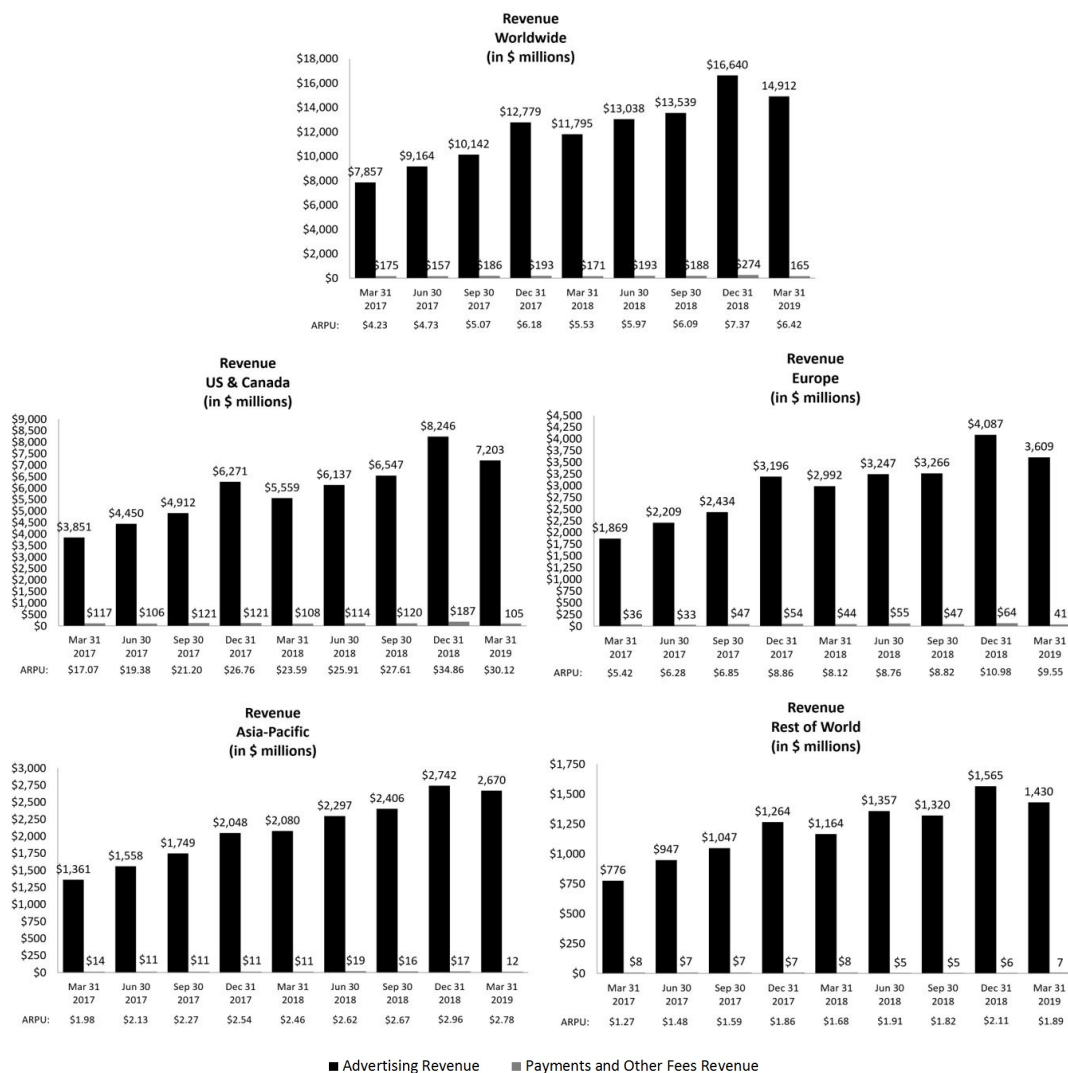 Revenue
Worldwide
(in $ millions)
$18,000
$16,000
$14,000
$12,000
$10,000
$8,000
$6,000
$4,000
$2,000
$0
$7,857 $9,164 $10,142 $12,779 $11,795 $13,038 $13,539 $16,640 14,912
$175 $157 $186 $193 $171 $193 $188 $274 165
Mar 31 Jun 30 Sep 30 Dec 31 Mar 31 Jun 30 Sep 30 Dec 31 Mar 31
2017 2017 2017 2017 2018 2018 2018 2018 2019
ARPU: $4.23 $4.73 $5.07 $6.18 $5.53 $5.97 $6.09 $7.37 $6.42
Revenue
US & Canada
(in $ millions)
$9,000
$8,500
$8,000
$7,500
$7,000
$6,500
$6,000
$5,500
$5,000
$4,500
$4,000
$3,500
$3,000
$2,500
$2,000
$1,500
$1,000
$500
$0
$3,851 $4,450 $4,912 $6,271 $5,559 $6,137 $6,547 $8,246 7,203
$117 $106 $121 $121 $108 $114 $120 $187 105
Mar 31 Jun 30 Sep 30 Dec 31 Mar 31 Jun 30 Sep 30 Dec 31 Mar 31
2017 2017 2017 2017 2018 2018 2018 2018 2019
ARPU: $17.07 $19.38 $21.20 $26.76 $23.59 $25.91 $27.61 $34.86 $30.12
Revenue
Europe
(in $ millions)
$4,500
$4,250
$4,000
$3,750
$3,500
$3,250
$3,000
$2,750
$2,500
$2,250
$2,000
$1,750
$1,500
$1,250
$1,000
$750
$500
$250
$0
$1,869 $2,209 $2,434 $3,196 $2,992 $3,247 $3,266 $4,087 3,609
$36 $33 $47 $54 $44 $55 $47 $64 41
Mar 31 Jun 30 Sep 30 Dec 31 Mar 31 Jun 30 Sep 30 Dec 31 Mar 31
2017 2017 2017 2017 2018 2018 2018 2018 2019
ARPU: $5.42 $6.28 $6.85 $8.86 $8.12 $8.76 $8.82 $10.98 $9.55
Revenue
Asia-Pacific
(in $ millions)
$3,000
$2,750
$2,500
$2,250
$2,000
$1,750
$1,500
$1,250
$1,000
$750
$500
$250
$0
$1,361 $1,558 $1,749 $2,048 $2,080 $2,297 $2,406 $2,742 2,670
$14 $11 $11 $11 $11 $19 $16 $17 12
Mar 31 Jun 30 Sep 30 Dec 31 Mar 31 Jun 30 Sep 30 Dec 31 Mar 31
2017 2017 2017 2017 2018 2018 2018 2018 2019
ARPU: $1.98 $2.13 $2.27 $2.54 $2.46 $2.62 $2.67 $2.96 $2.78
Revenue
Rest of World
(in $ millions)
$1,750
$1,500
$1,250
$1,000
$750
$500
$250
$0
$776 $947 $1,047 $1,264 $1,164 $1,357 $1,320 $1,565 1,430
$8 $7 $7 $7 $8 $5 $5 $6 7
Mar 31 Jun 30 Sep 30 Dec 31 Mar 31 Jun 30 Sep 30 Dec 31 Mar 31
2017 2017 2017 2017 2018 2018 2018 2018 2019
ARPU: $1.27 $1.48 $1.59 $1.86 $1.68 $1.91 $1.82 $2.11 $1.89
Advertising Revenue Payments and Other Fees Revenue